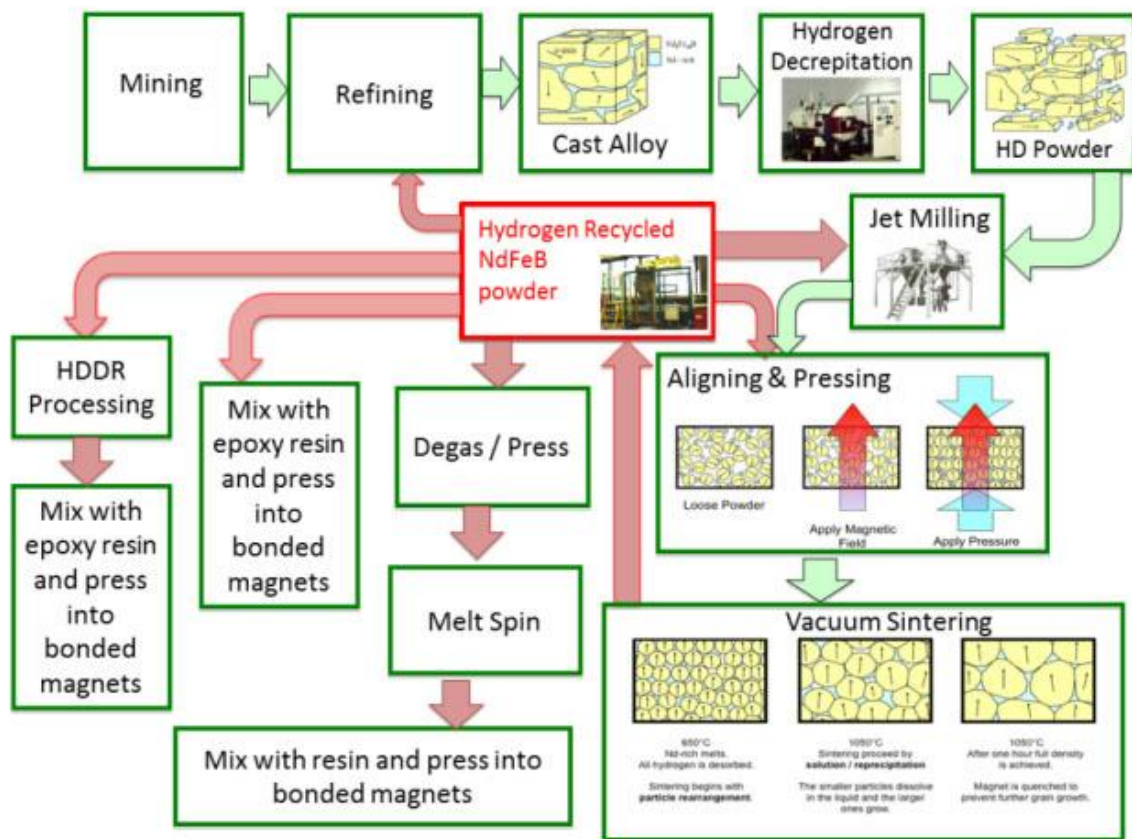 Mining
Refining
Cast Alloy
Hydrogen
Decrepitation
HD Powder
Hydrogen Recycled
NdFeB
powder
Jet Milling
HDDR
Processing
Mix with
epoxy resin
and press
into
bonded
magnets
Mix with
epoxy resin
and press
into
bonded
magnets
Degas / Press
Melt Spin
Mix with resin and press into
bonded magnets
Aligning & Pressing
Loose Powder
Apply Magnetic
Field
Apply Pressure
Vacuum Sintering
650°C
Nd-rich melts.
All hydrogen is desorbed.
Sintering begins with
particle rearrangement.
1050°C
Sintering proceed by
solution / reprecipitation
The smaller particles dissolve
in the liquid and the larger
ones grow.
1050°C
After one hour full density
is achieved.
Magnet is quenched to
prevent further grain growth.